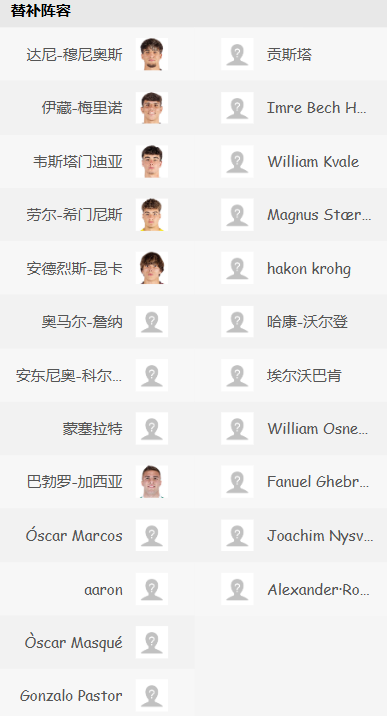 替补阵容
达尼-穆尼奥斯 贡斯塔
伊藏-梅里诺 Imre Bech H...
韦斯塔门迪亚 William Kvale
劳尔-希门尼斯 Magnus Stær...
安德烈斯-昆卡 hakon krohg
奥马尔-詹纳 哈康-沃尔登
安东尼奥-科尔... 埃尔沃巴肯
蒙塞拉特 William Osne...
巴勃罗-加西亚 Fanuel Ghebr...
Óscar Marcos Joachim Nysv...
aaron Alexander·Ro...
Òscar Masqué
Gonzalo Pastor